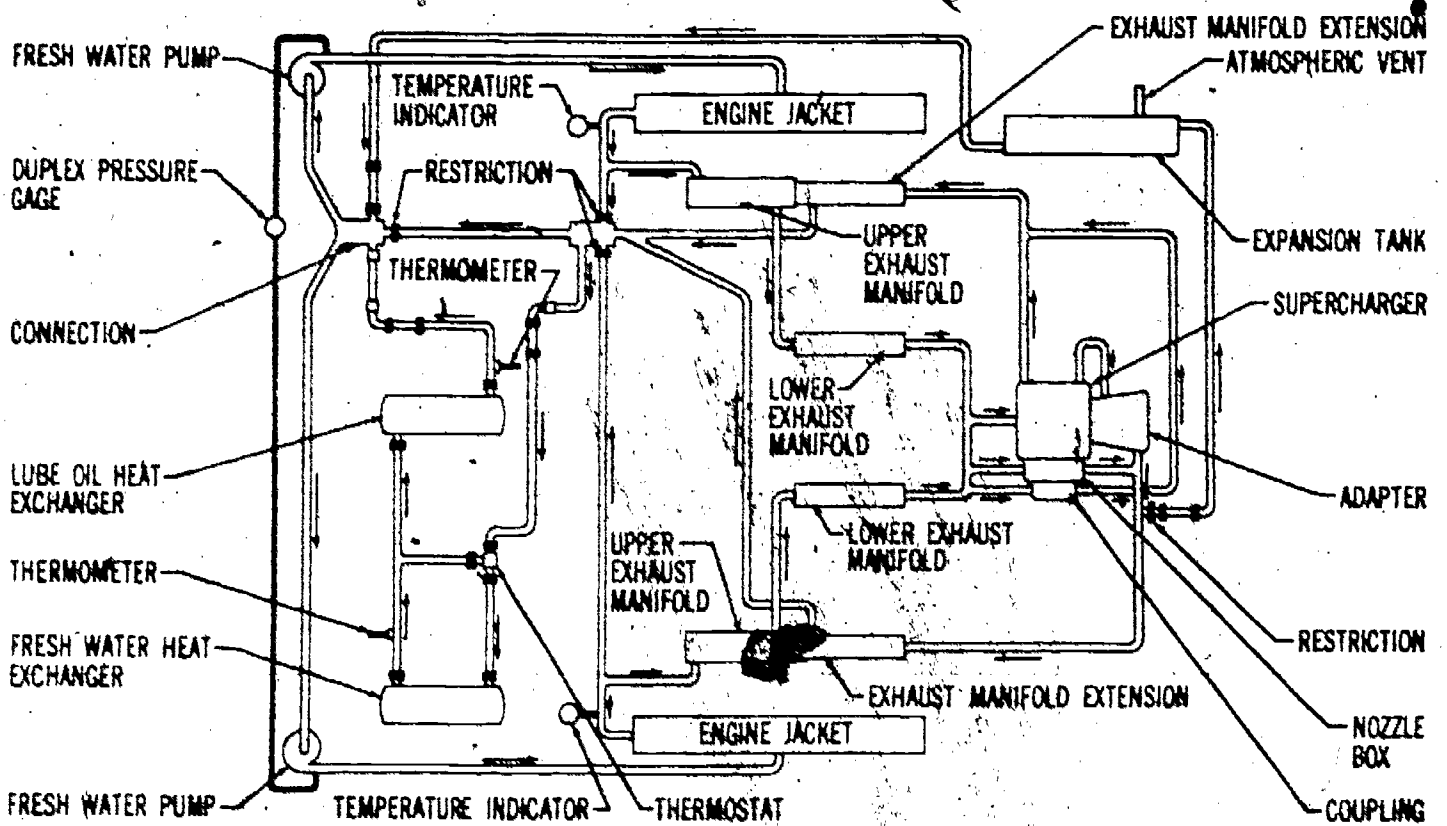 EXHAUST MANIFOLD EXTENSION
ATMOSPHERIC VENT
FRESH WATER PUMP
TEMPERATURE
INDICATOR
ENGINE JACKET
DUPLEX PRESSURE
GAGE
RESTRICTION
UPPER
EXHAUST
MANIFOLD
EXPANSION TANK
THERMOMETER
SUPERCHARGER
CONNECTION
LOWER
EXHAUST
MANIFOLD
LUBE OIL HEAT
EXCHANGER
ADAPTER
LOWER EXHAUST
MANIFOLD
UPPER
EXHAUST
MANIFOLD
THERMOMETER
RESTRICTION
FRESH WATER HEAT
EXCHANGER
EXHAUST MANIFOLD EXTENSION
ENGINE JACKET
NOZZLE
BOX
FRESH WATER PUMP
TEMPERATURE INDICATOR
THERMOSTAT
COUPLING